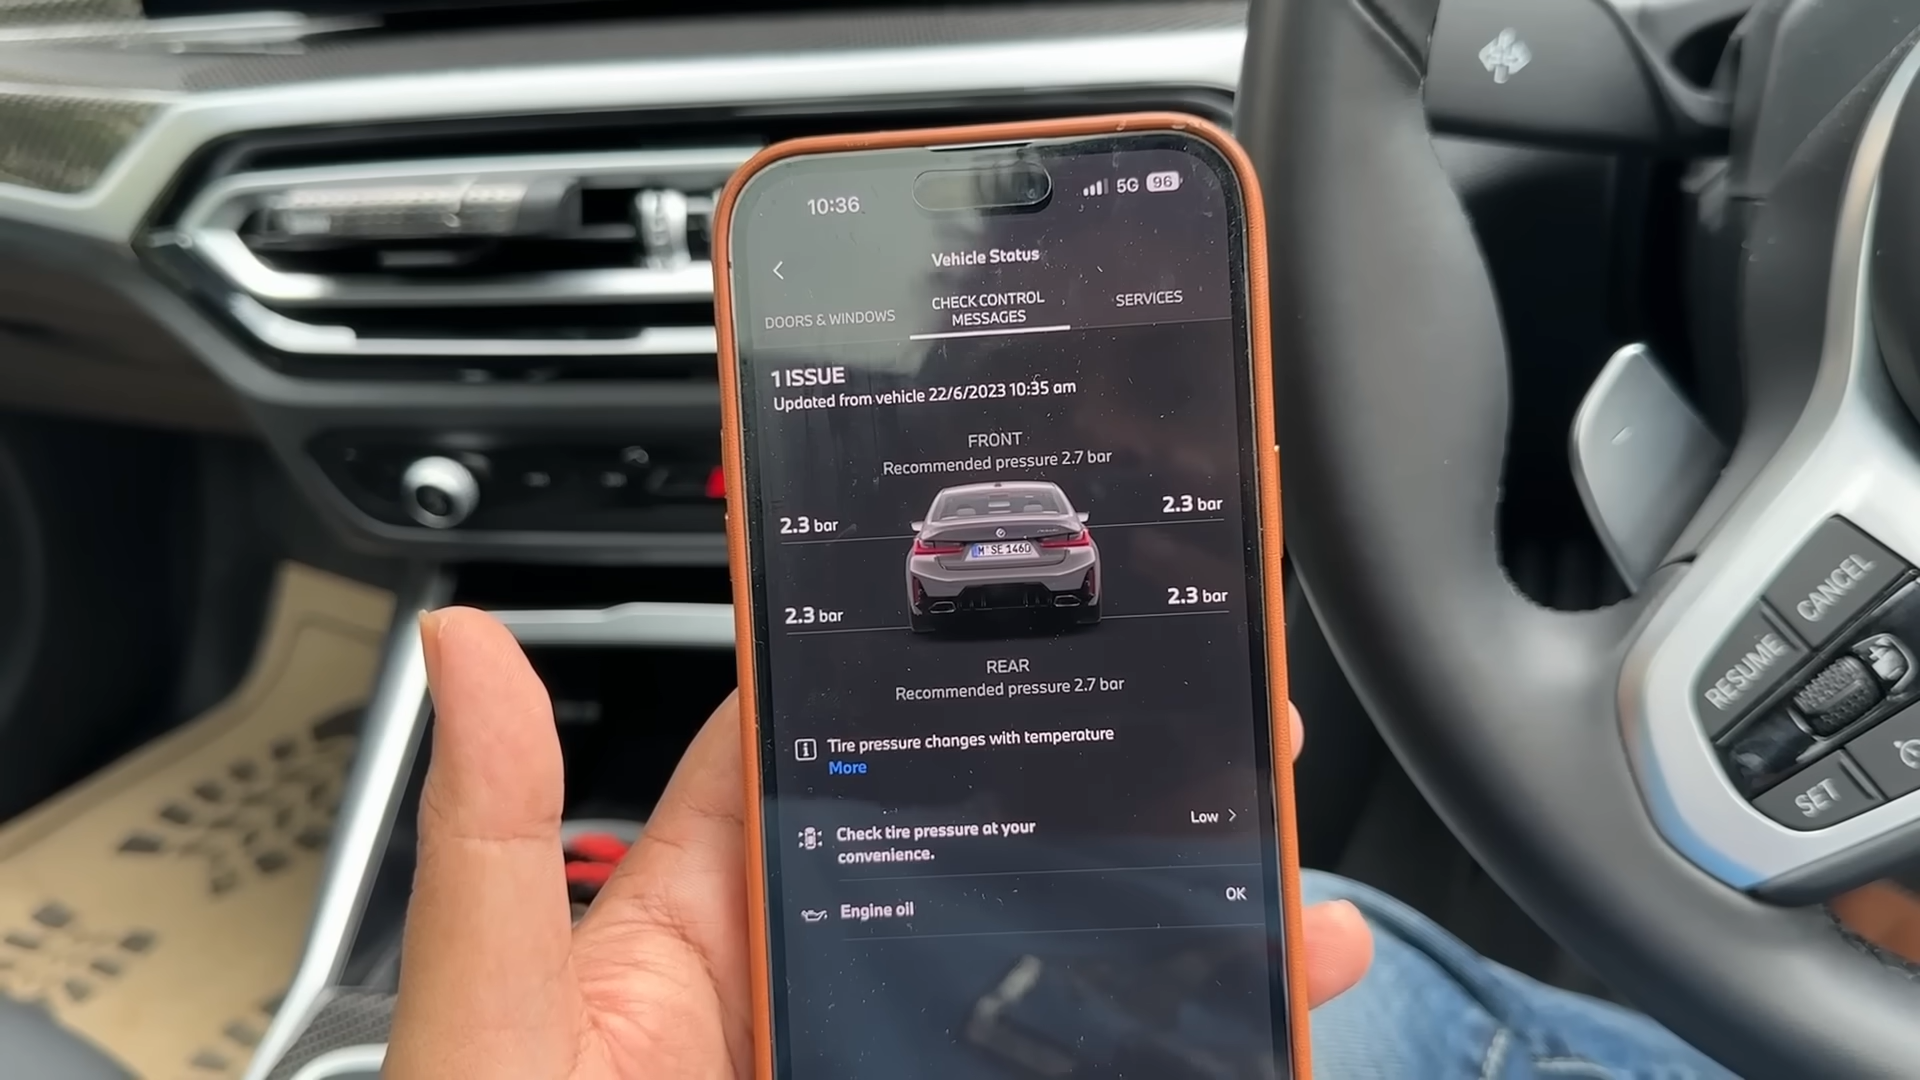 10:36
5G 96
Vehicle Status
DOORS & WINDOWS
CHECK CONTROL
MESSAGES
SERVICES
1 ISSUE
Updated from vehicle 22/6/2023 10:35 am
FRONT
Recommended pressure 2.7 bar
2.3 bar
2.3 bar
M SE 1460
2.3 bar
2.3 bar
REAR
Recommended pressure 2.7 bar
Tire pressure changes with temperature
More
Check tire pressure at your
convenience.
Low
Engine oil
OK
CANCEL
RESUME
SET